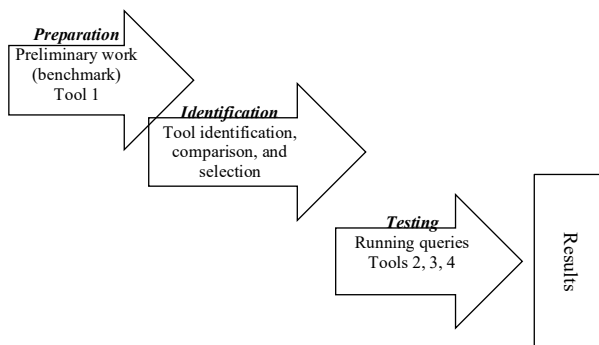 Preparation
Preliminary work
(benchmark)
Tool 1
Identification
Tool identification,
comparison, and
selection
Testing
Running queries
Tools 2, 3, 4
Results